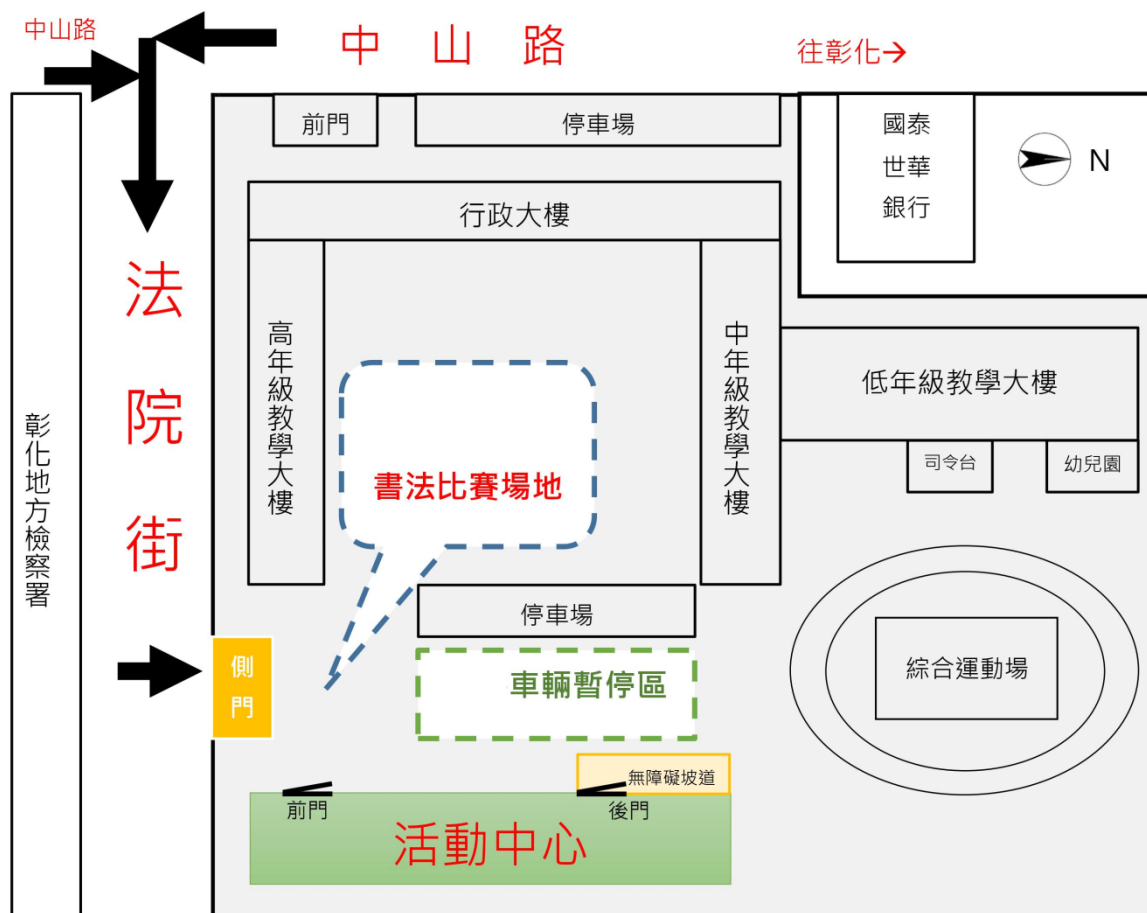 中山路
中山路
往彰化→
前門
停車場
國泰
世華
銀行
N
行政大樓
法院街
高年級教學大樓
中年級教學大樓
低年級教學大樓
彰化地方檢察署
司令台
幼兒園
書法比賽場地
停車場
側門
車輛暫停區
綜合運動場
無障礙坡道
前門
後門
活動中心